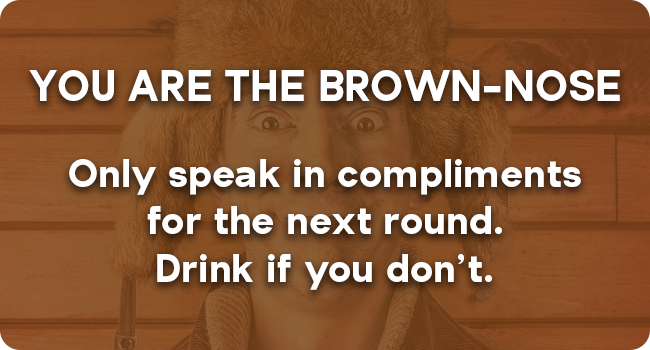 YOU ARE THE BROWN-NOSE
Only speak in compliments
for the next round.
Drink if you don’t.